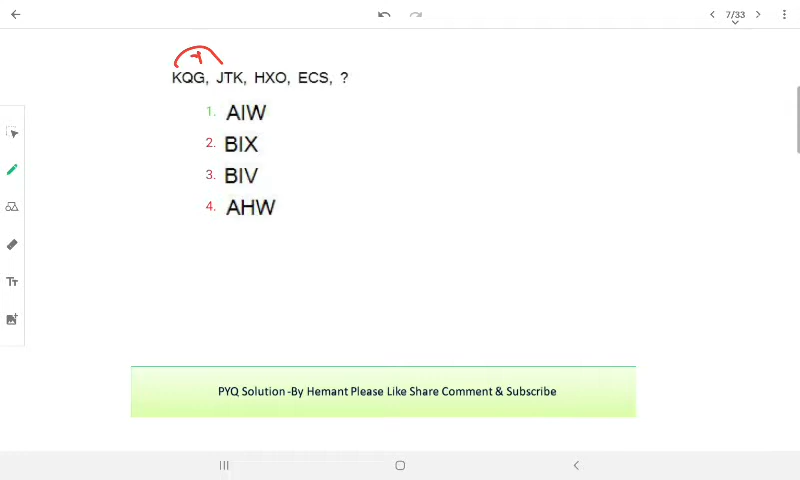 7/33
KQG, JTK, HXO, ECS, ?
1. AIW
2. BIX
3. BIV
4. AHW
Tт
PYQ Solution -By Hemant Please Like Share Comment & Subscribe